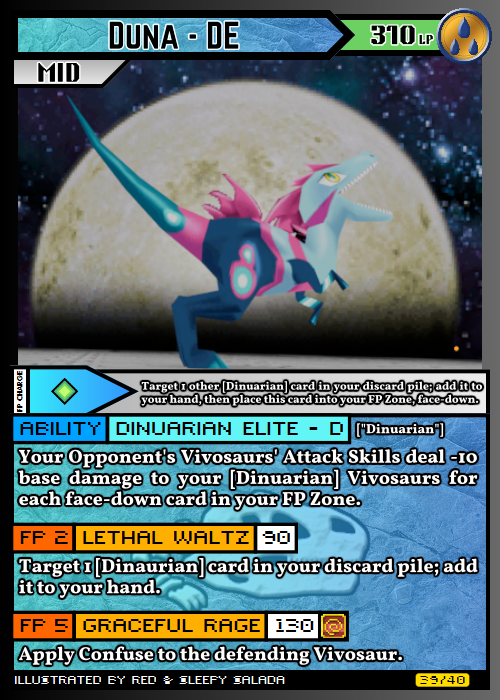 DUNA - DE
310 LP
MID
FP CHARGE
Target 1 other [Dinuarian] card in your discard pile; add it to
your hand, then place this card into your FP Zone, face-down.
ABILITY DINUARIAN ELITE - D ["Dinuarian"]
Your Opponent's Vivosaurs' Attack Skills deal -10
base damage to your [Dinuarian] Vivosaurs for
each face-down card in your FP Zone.
FP 2 LETHAL WALTZ 90
Target 1 [Dinaurian] card in your discard pile; add
it to your hand.
FP 5 GRACEFUL RAGE 130
Apply Confuse to the defending Vivosaur.
ILLUSTRATED BY RED & SLEEPY SALADA
39/40